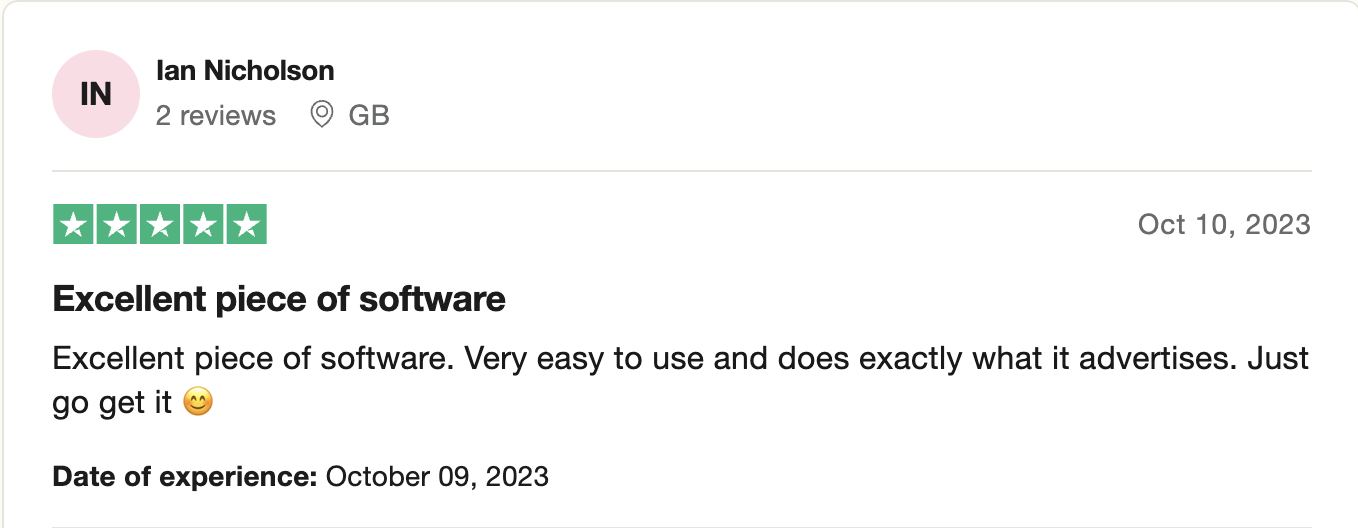 IN
Ian Nicholson
2 reviews GB
Oct 10, 2023
Excellent piece of software
Excellent piece of software. Very easy to use and does exactly what it advertises. Just
go get it 😊
Date of experience: October 09, 2023